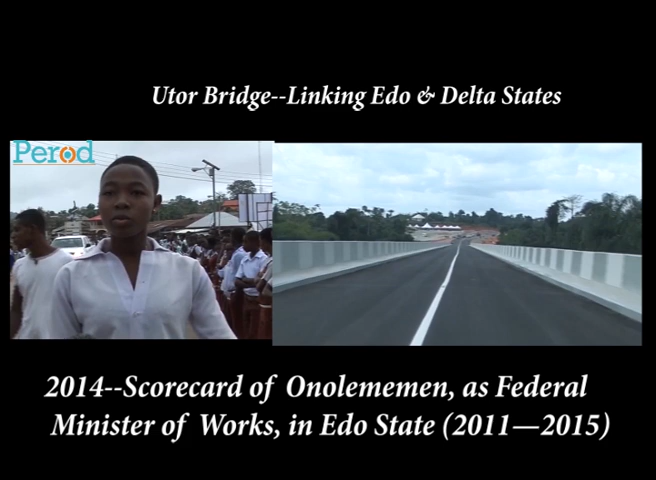 Utor Bridge--Linking Edo & Delta States
Perod
2014--Scorecard of Onolememen, as Federal
Minister of Works, in Edo State (2011—2015)